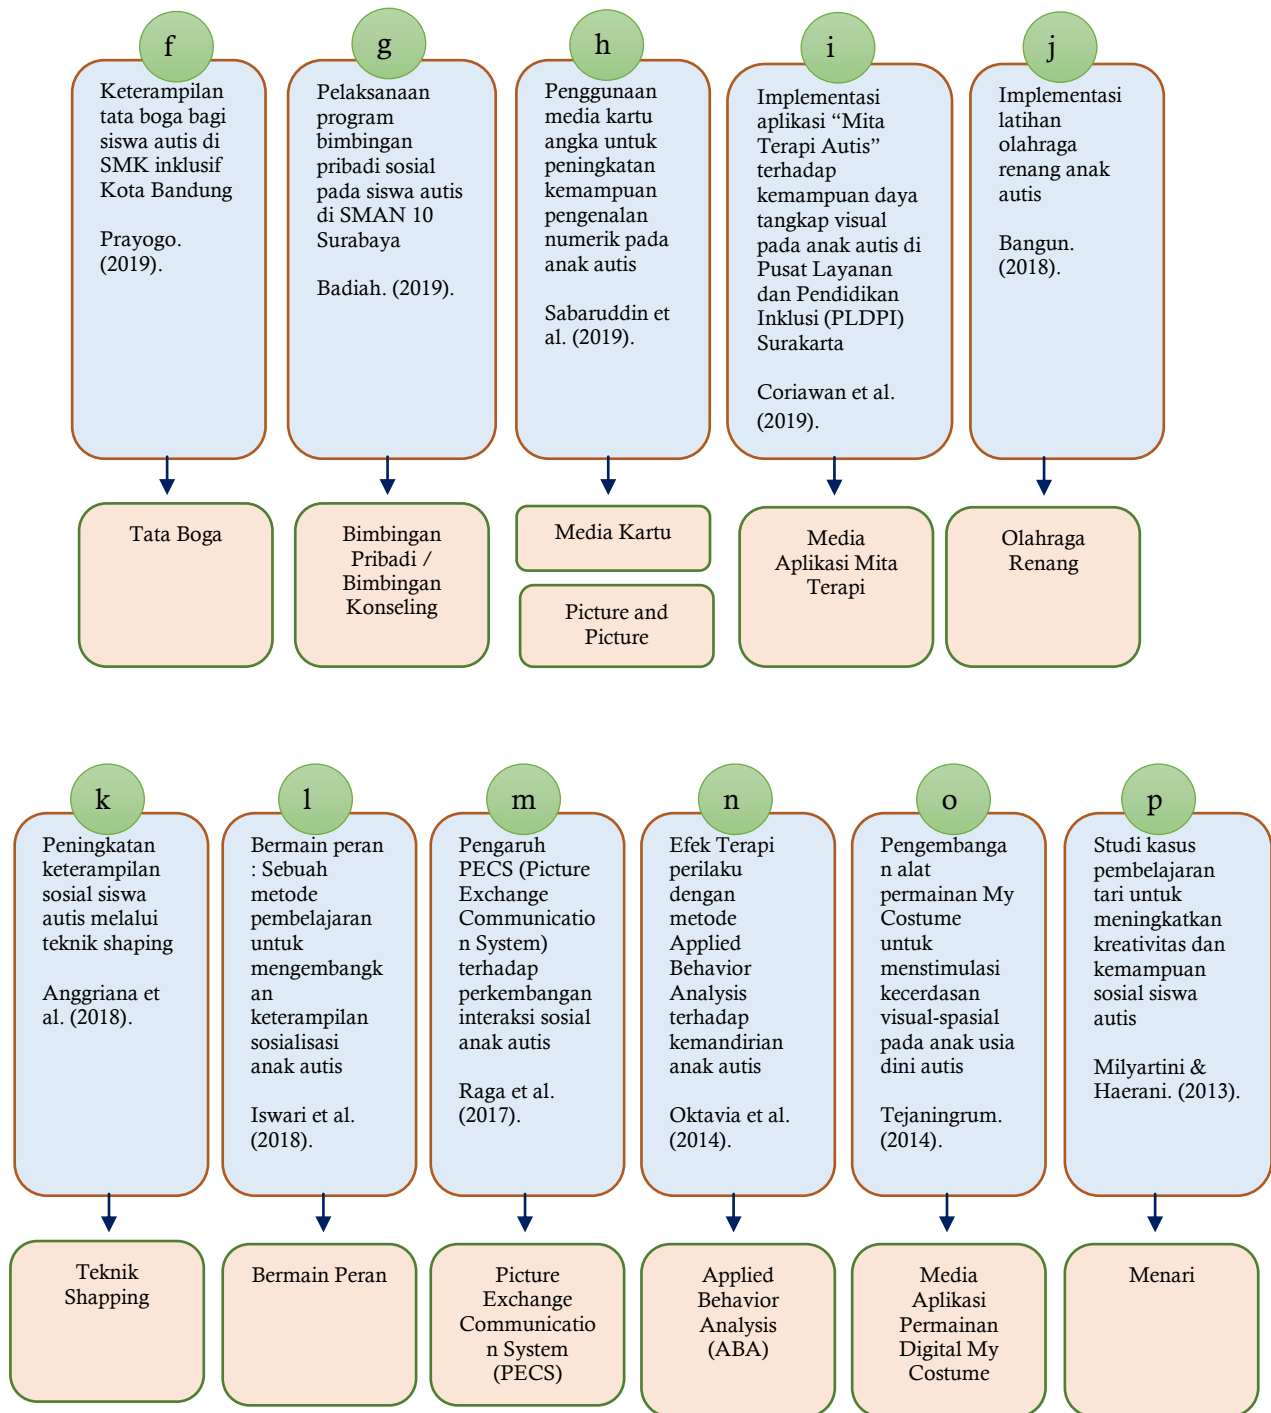 f
Keterampilan
tata boga bagi
siswa autis di
SMK inklusif
Kota Bandung
Prayogo.
(2019).
g
Pelaksanaan
program
bimbingan
pribadi sosial
pada siswa autis
di SMAN 10
Surabaya
Badiah. (2019).
h
Penggunaan
media kartu
angka untuk
peningkatan
kemampuan
pengenalan
numerik pada
anak autis
Sabaruddin et
al. (2019).
i
Implementasi
aplikasi “Mita
Terapi Autis”
terhadap
kemampuan daya
tangkap visual
pada anak autis di
Pusat Layanan
dan Pendidikan
Inklusi (PLDPI)
Surakarta
Coriawan et al.
(2019).
j
Implementasi
latihan
olahraga
renang anak
autis
Bangun.
(2018).
Tata Boga
Bimbingan
Pribadi /
Bimbingan
Konseling
Media Kartu
Picture and
Picture
Media
Aplikasi Mita
Terapi
Olahraga
Renang
k
Peningkatan
keterampilan
sosial siswa
autis melalui
teknik shaping
Anggriana et
al. (2018).
l
Bermain peran
: Sebuah
metode
pembelajaran
untuk
mengembangk
an
keterampilan
sosialisasi
anak autis
Iswari et al.
(2018).
m
Pengaruh
PECS (Picture
Exchange
Communicatio
n System)
terhadap
perkembangan
interaksi sosial
anak autis
Raga et al.
(2017).
n
Efek Terapi
perilaku
dengan
metode
Applied
Behavior
Analysis
terhadap
kemandirian
anak autis
Oktavia et al.
(2014).
o
Pengembanga
n alat
permainan My
Costume
untuk
menstimulasi
kecerdasan
visual-spasial
pada anak usia
dini autis
Tejaningrum.
(2014).
p
Studi kasus
pembelajaran
tari untuk
meningkatkan
kreativitas dan
kemampuan
sosial siswa
autis
Milyartini &
Haerani. (2013).
Teknik
Shapping
Bermain Peran
Picture
Exchange
Communicatio
n System
(PECS)
Applied
Behavior
Analysis
(ABA)
Media
Aplikasi
Permainan
Digital My
Costume
Menari